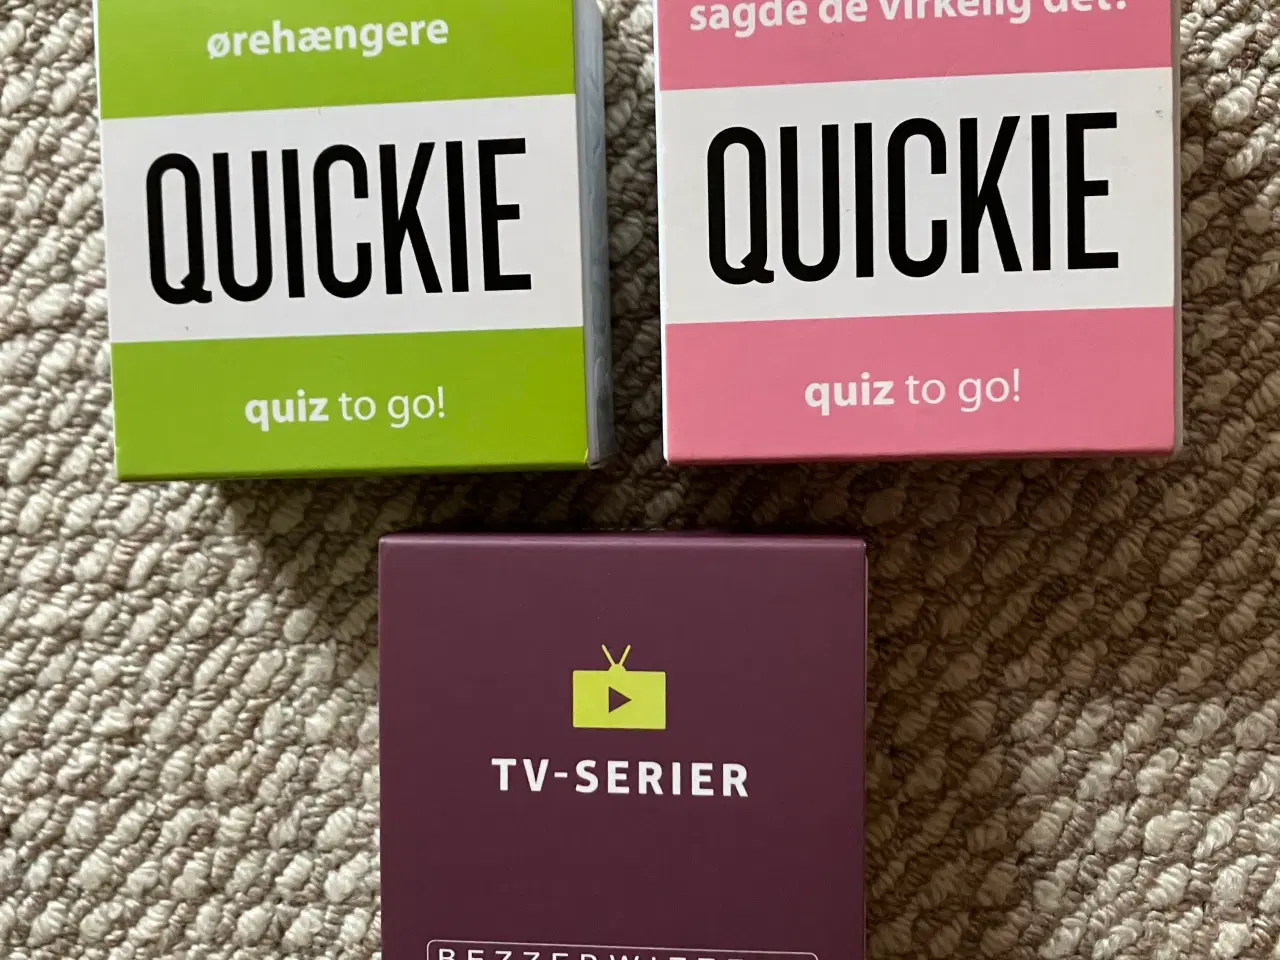 ørehængere
QUICKIE
quiz to go!
sagde de virkelig det?
QUICKIE
quiz to go!
TV-SERIER